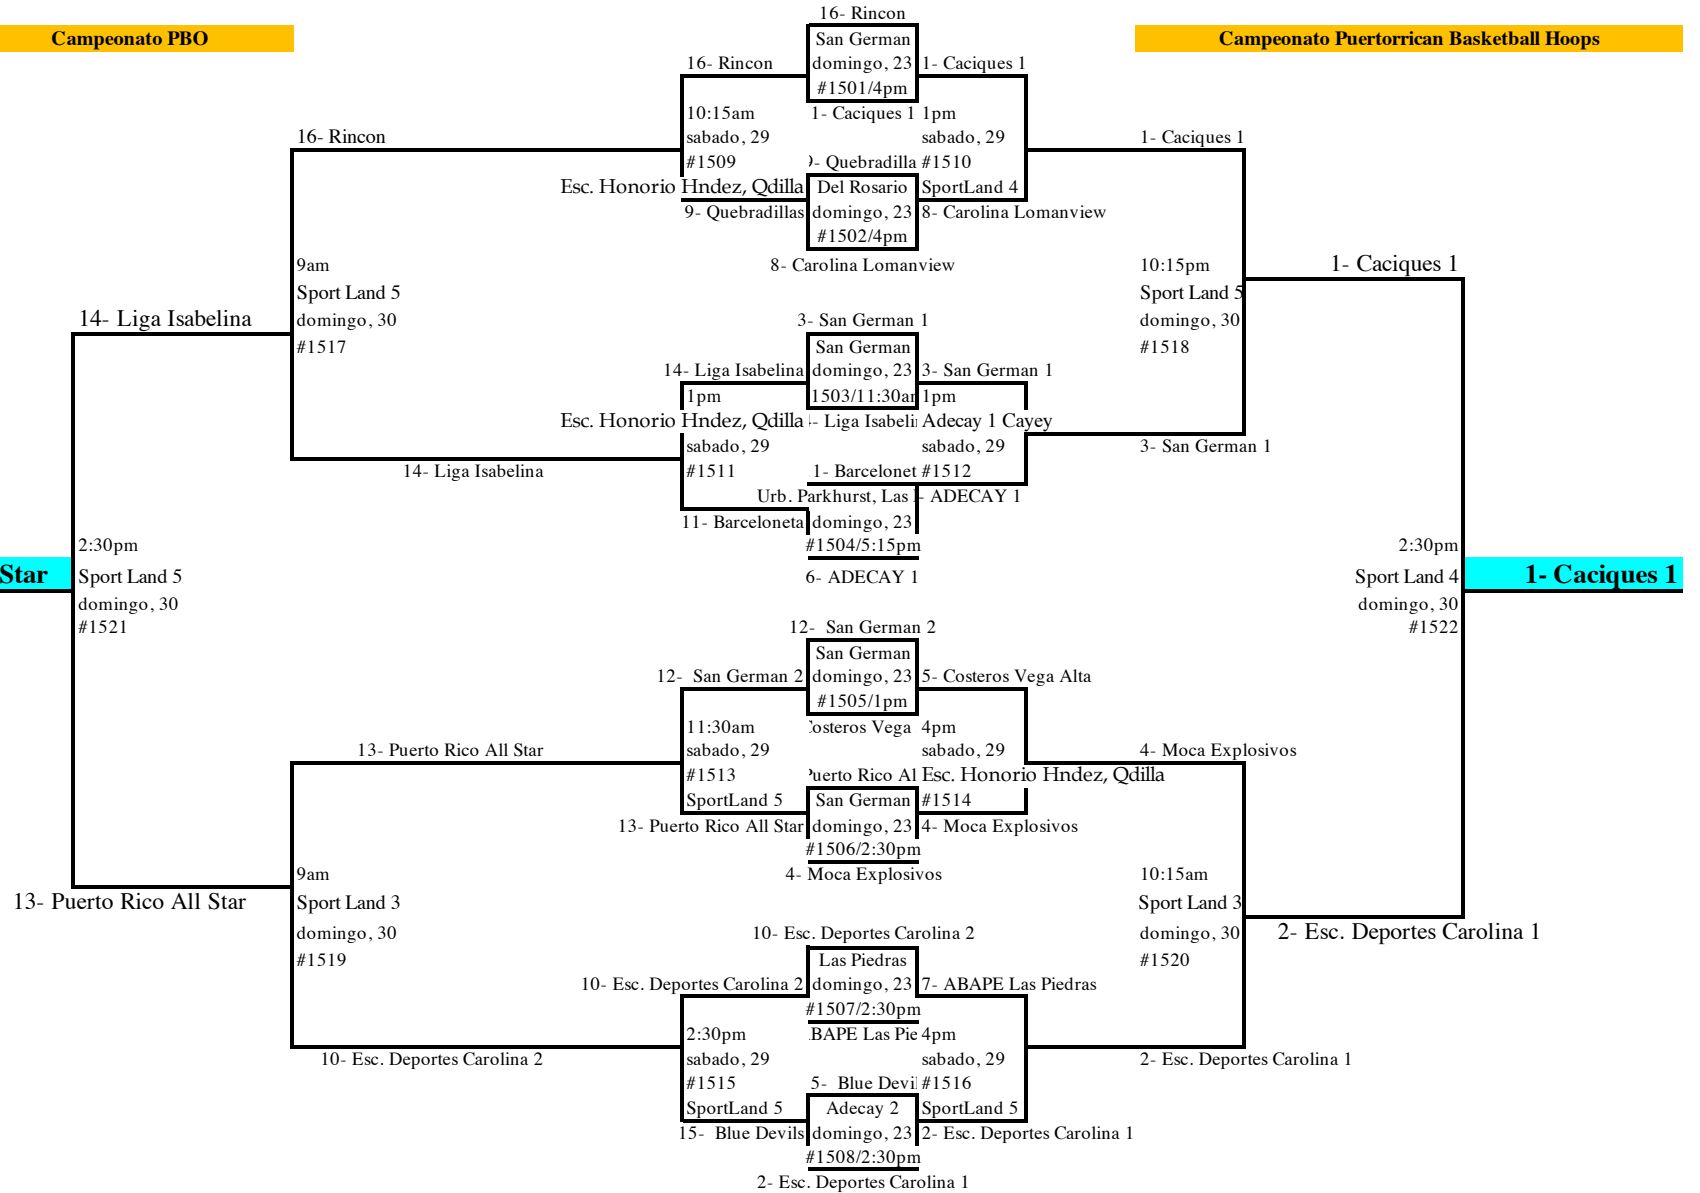 16- Rincon
Campeonato PBO
San German
Campeonato Puertorrican Basketball Hoops
16- Rincon
domingo, 23
1- Caciques 1
#1501/4pm
10:15am
1- Caciques 1
1pm
16- Rincon
sabado, 29
sabado, 29
1- Caciques 1
#1509
- Quebradilla
#1510
Esc. Honorio Hndez, Qdilla
Del Rosario
SportLand 4
9- Quebradillas
domingo, 23
8- Carolina Lomanview
#1502/4pm
9am
8- Carolina Lomanview
10:15pm
1- Caciques 1
Sport Land 5
Sport Land 5
14- Liga Isabelina
domingo, 30
3- San German 1
domingo, 30
#1517
San German
#1518
14- Liga Isabelina
domingo, 23
3- San German 1
1pm
1503/11:30a
1pm
Esc. Honorio Hndez, Qdilla
- Liga Isabeli
Adecay 1 Cayey
sabado, 29
sabado, 29
3- San German 1
14- Liga Isabelina
#1511
1- Barcelonet
#1512
Urb. Parkhurst, Las
- ADECAY 1
11- Barceloneta
domingo, 23
2:30pm
#1504/5:15pm
2:30pm
Star
Sport Land 5
6- ADECAY 1
Sport Land 4
1- Caciques 1
domingo, 30
domingo, 30
#1521
12-  San German 2
#1522
San German
12-  San German 2
domingo, 23
5- Costeros Vega Alta
#1505/1pm
11:30am
osteros Vega
4pm
13- Puerto Rico All Star
sabado, 29
sabado, 29
4- Moca Explosivos
#1513
Puerto Rico Al
Esc. Honorio Hndez, Qdilla
SportLand 5
San German
#1514
13- Puerto Rico All Star
domingo, 23
4- Moca Explosivos
#1506/2:30pm
9am
4- Moca Explosivos
10:15am
13- Puerto Rico All Star
Sport Land 3
Sport Land 3
domingo, 30
10- Esc. Deportes Carolina 2
domingo, 30
2- Esc. Deportes Carolina 1
#1519
Las Piedras
#1520
10- Esc. Deportes Carolina 2
domingo, 23
7- ABAPE Las Piedras
#1507/2:30pm
2:30pm
BAPE Las Pie
4pm
10- Esc. Deportes Carolina 2
sabado, 29
sabado, 29
2- Esc. Deportes Carolina 1
#1515
5-  Blue Devil
#1516
SportLand 5
Adecay 2
SportLand 5
15-  Blue Devils
domingo, 23
2- Esc. Deportes Carolina 1
#1508/2:30pm
2- Esc. Deportes Carolina 1